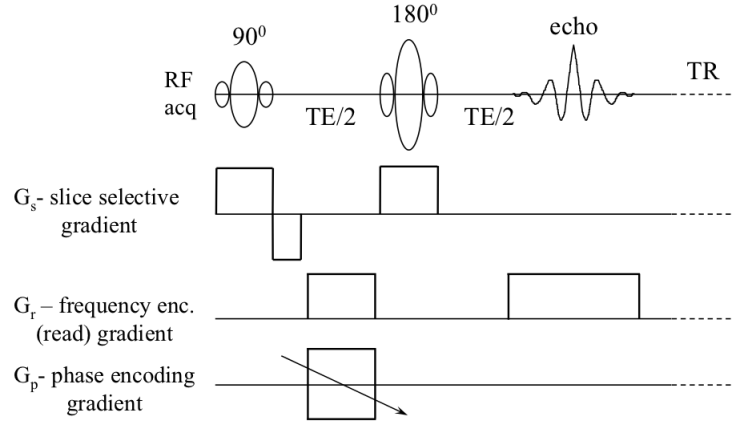 90⁰
180⁰
echo
RF
acq
TE/2
TE/2
TR
Gₛ- slice selective
gradient
Gᵣ – frequency enc.
(read) gradient
Gₚ- phase encoding
gradient